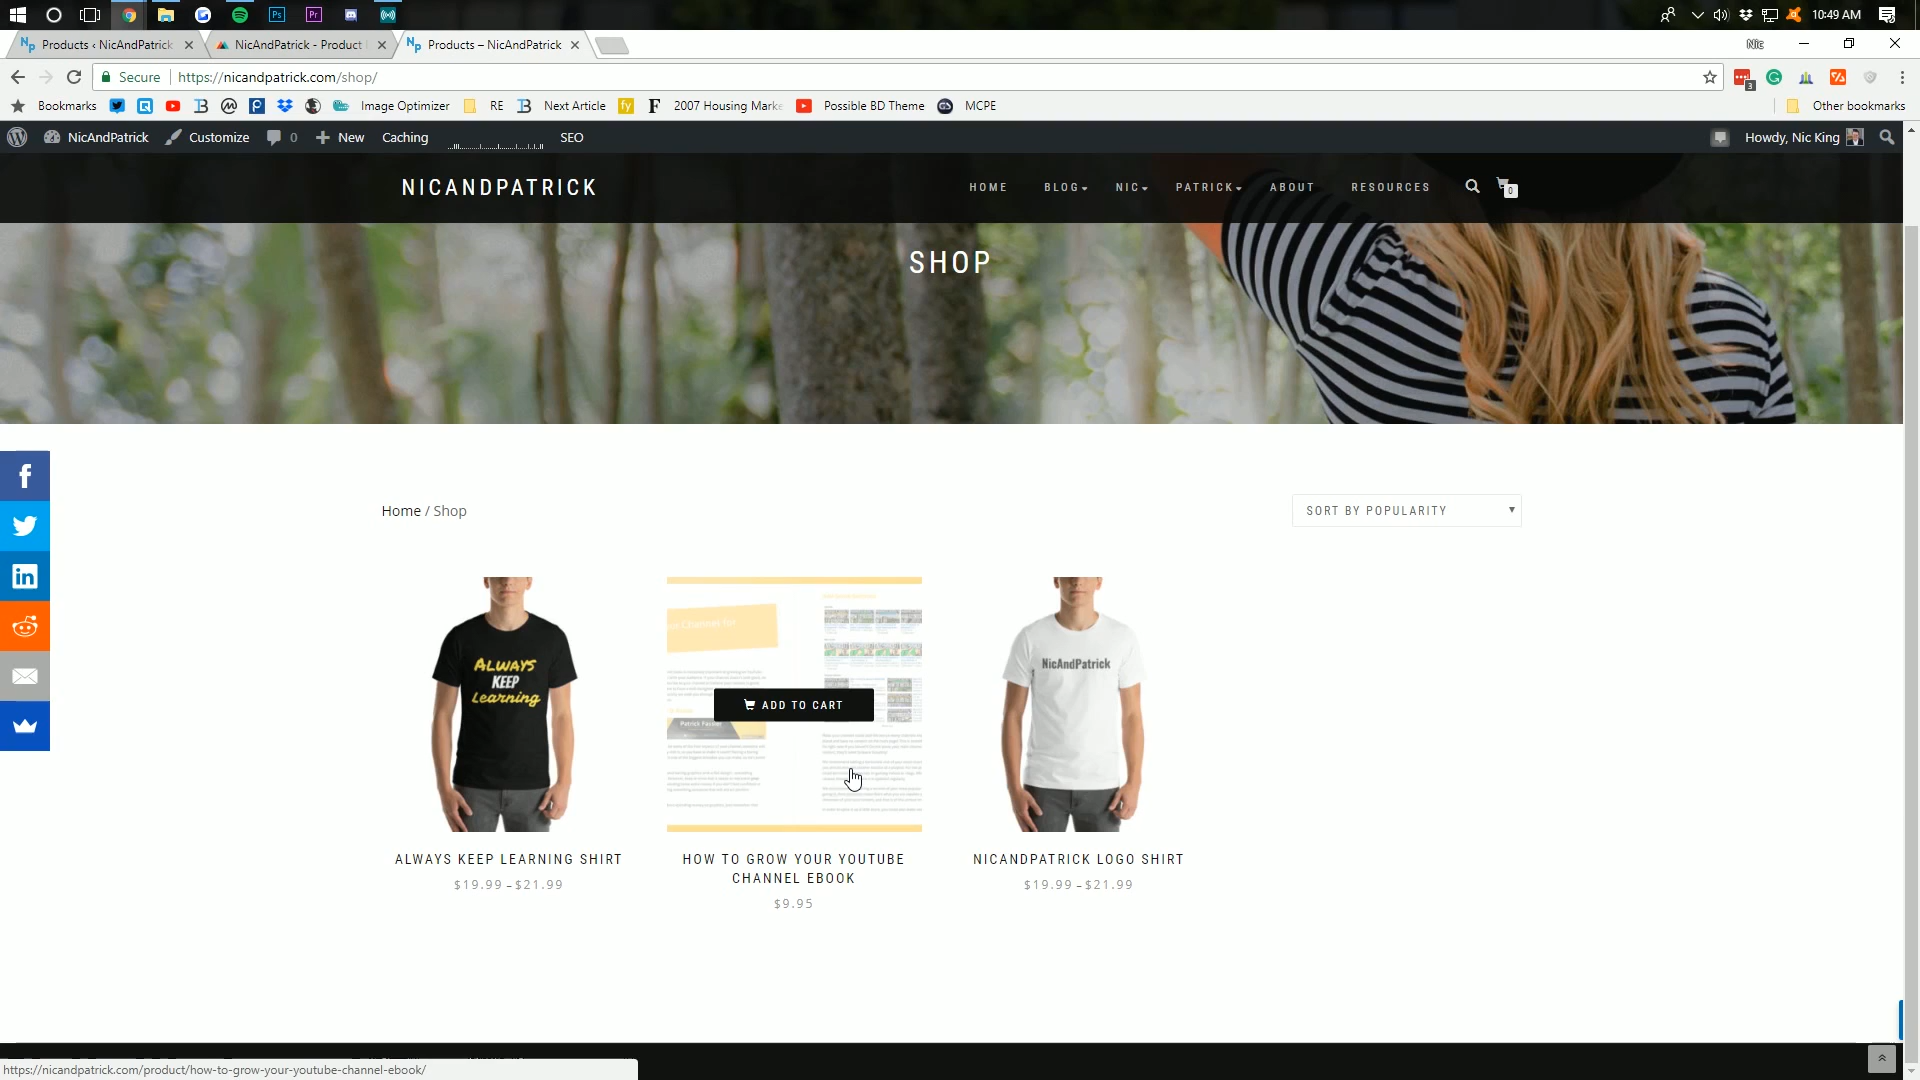 10:49 AM
Products ‹ NicAndPatrick
NicAndPatrick - Product
Products – NicAndPatrick
Nic
Secure
https://nicandpatrick.com/shop/
3
Bookmarks
Image Optimizer
RE
Next Article
fy
2007 Housing Marke
Possible BD Theme
MCPE
Other bookmarks
NicAndPatrick
Customize
0
New
Caching
SEO
Howdy, Nic King
NICANDPATRICK
HOME
BLOG
NIC
PATRICK
ABOUT
RESOURCES
0
SHOP
Home / Shop
SORT BY POPULARITY
ALWAYS
KEEP
Learning
ADD TO CART
NicAndPatrick
ALWAYS KEEP LEARNING SHIRT
$19.99 – $21.99
HOW TO GROW YOUR YOUTUBE
CHANNEL EBOOK
$9.95
NICANDPATRICK LOGO SHIRT
$19.99 – $21.99
https://nicandpatrick.com/product/how-to-grow-your-youtube-channel-ebook/